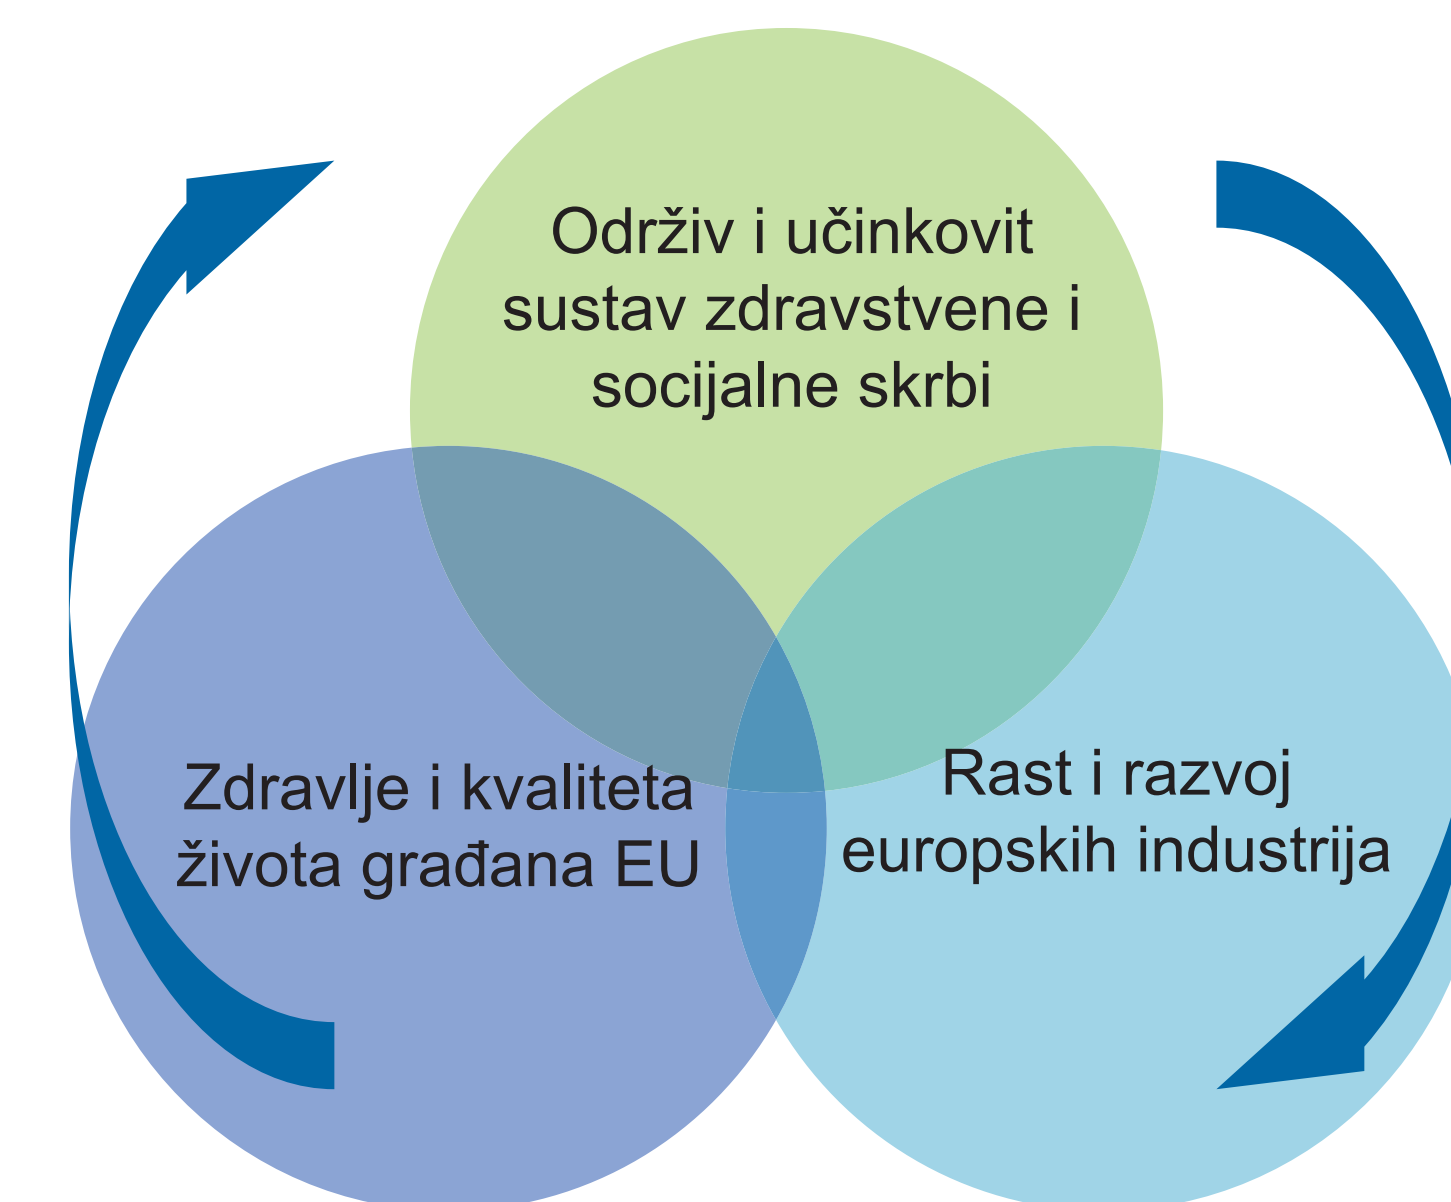 Održiv i učinkovit
sustav zdravstvene i
socijalne skrbi
Zdravlje i kvaliteta
života građana EU
Rast i razvoj
europskih industrija